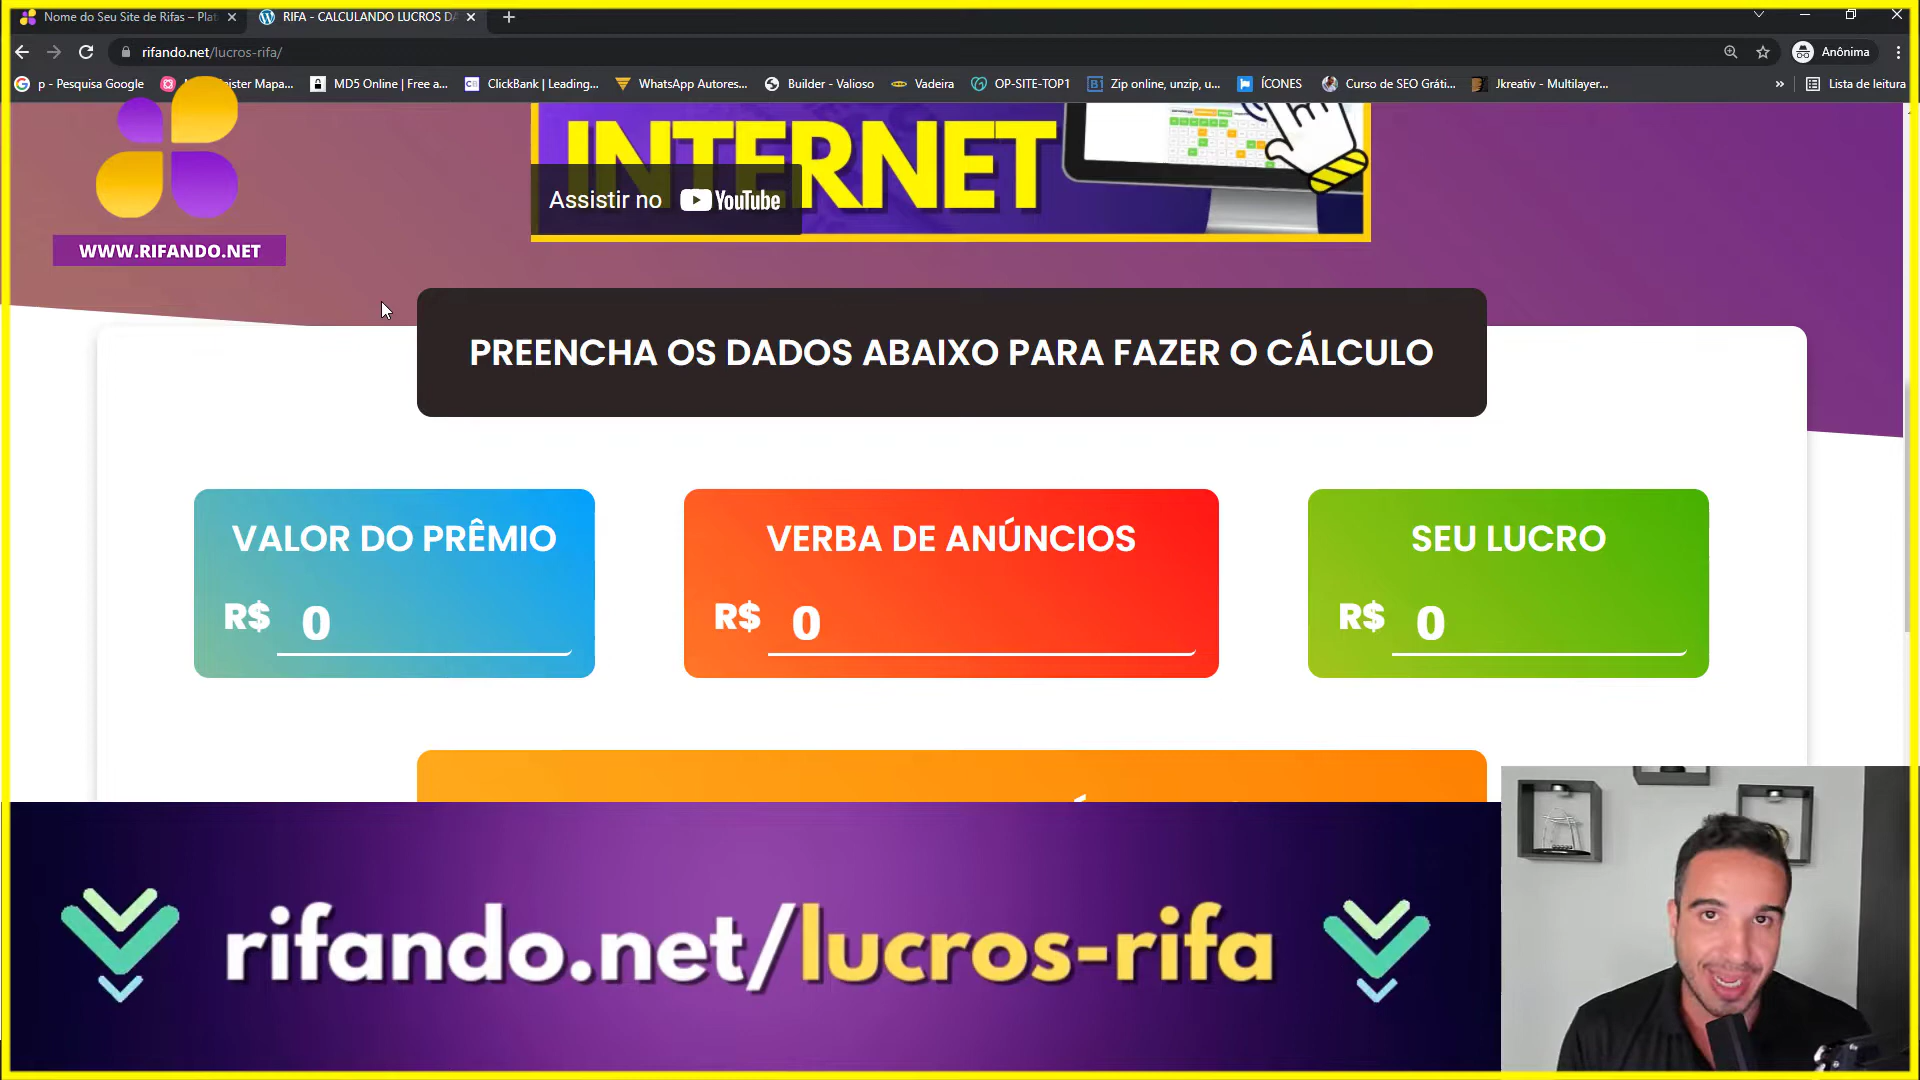 Nome do Seu Site de Rifas – Plat
RIFA - CALCULANDO LUCROS DA
rifando.net/lucros-rifa/
Anônima
p - Pesquisa Google
Mapa...
MD5 Online | Free a...
ClickBank | Leading...
WhatsApp Autores...
Builder - Valioso
Vadeira
OP-SITE-TOP1
Zip online, unzip, u...
ÍCONES
Curso de SEO Gráti...
Jkreativ - Multilayer...
»
Lista de leitura
WWW.RIFANDO.NET
INTERNET
Assistir no YouTube
PREENCHA OS DADOS ABAIXO PARA FAZER O CÁLCULO
VALOR DO PRÊMIO
R$ 0
VERBA DE ANÚNCIOS
R$ 0
SEU LUCRO
R$ 0
rifando.net/lucros-rifa